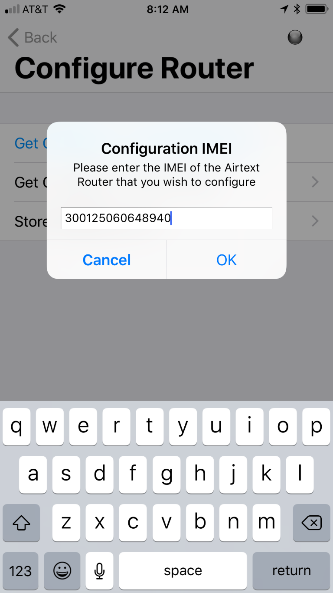 AT&T 8:12 AM
Back
Configure Router
Get
Get
Store
Configuration IMEI
Please enter the IMEI of the Airtext
Router that you wish to configure
300125060648940
Cancel OK
q w e r t y u i o p
a s d f g h j k l
z x c v b n m
123 space return